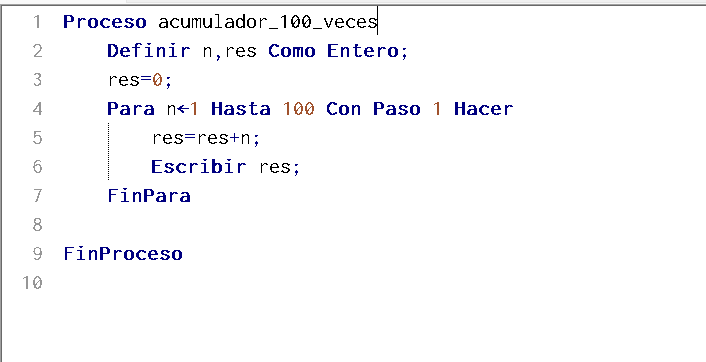 1 Proceso acumulador_100_veces
2 Definir n,res Como Entero;
3 res=0;
4 Para n←1 Hasta 100 Con Paso 1 Hacer
5 res=res+n;
6 Escribir res;
7 FinPara
8
9 FinProceso
10